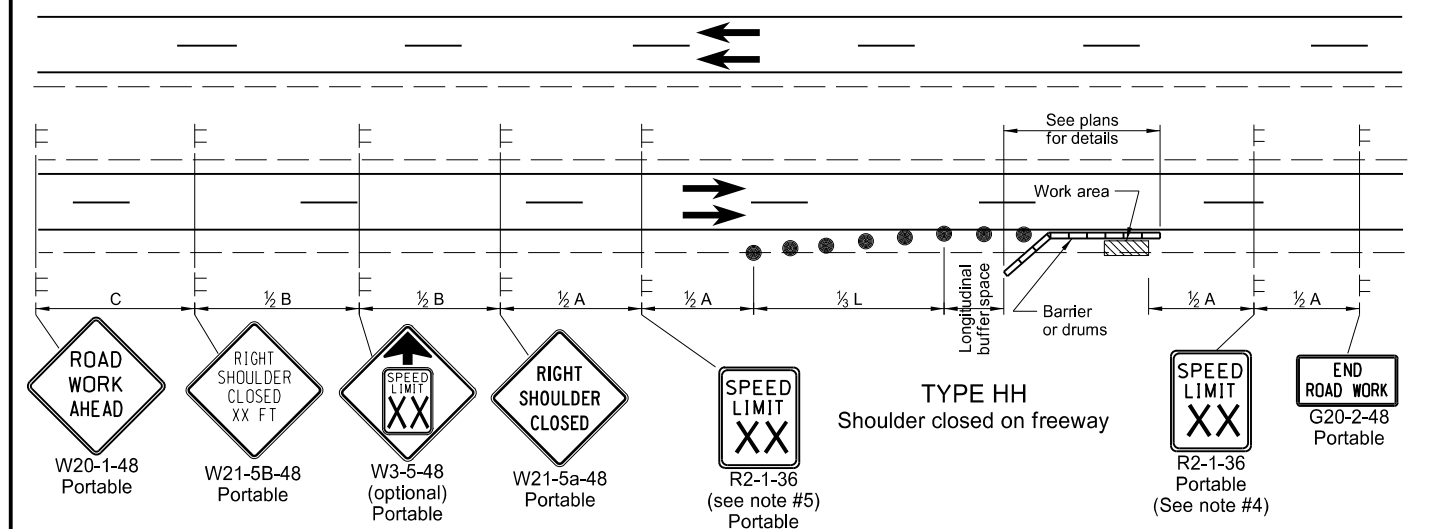 See plans
for details
Work area
C
½ B
½ B
½ A
½ A
⅓ L
Longitudinal
buffer space
Barrier
or drums
½ A
½ A
ROAD
WORK
AHEAD
W20-1-48
Portable
RIGHT
SHOULDER
CLOSED
XX FT
W21-5B-48
Portable
SPEED
LIMIT
XX
W3-5-48
(optional)
Portable
RIGHT
SHOULDER
CLOSED
W21-5a-48
Portable
SPEED
LIMIT
XX
R2-1-36
(see note #5)
Portable
TYPE HH
Shoulder closed on freeway
SPEED
LIMIT
XX
R2-1-36
Portable
(See note #4)
END
ROAD WORK
G20-2-48
Portable